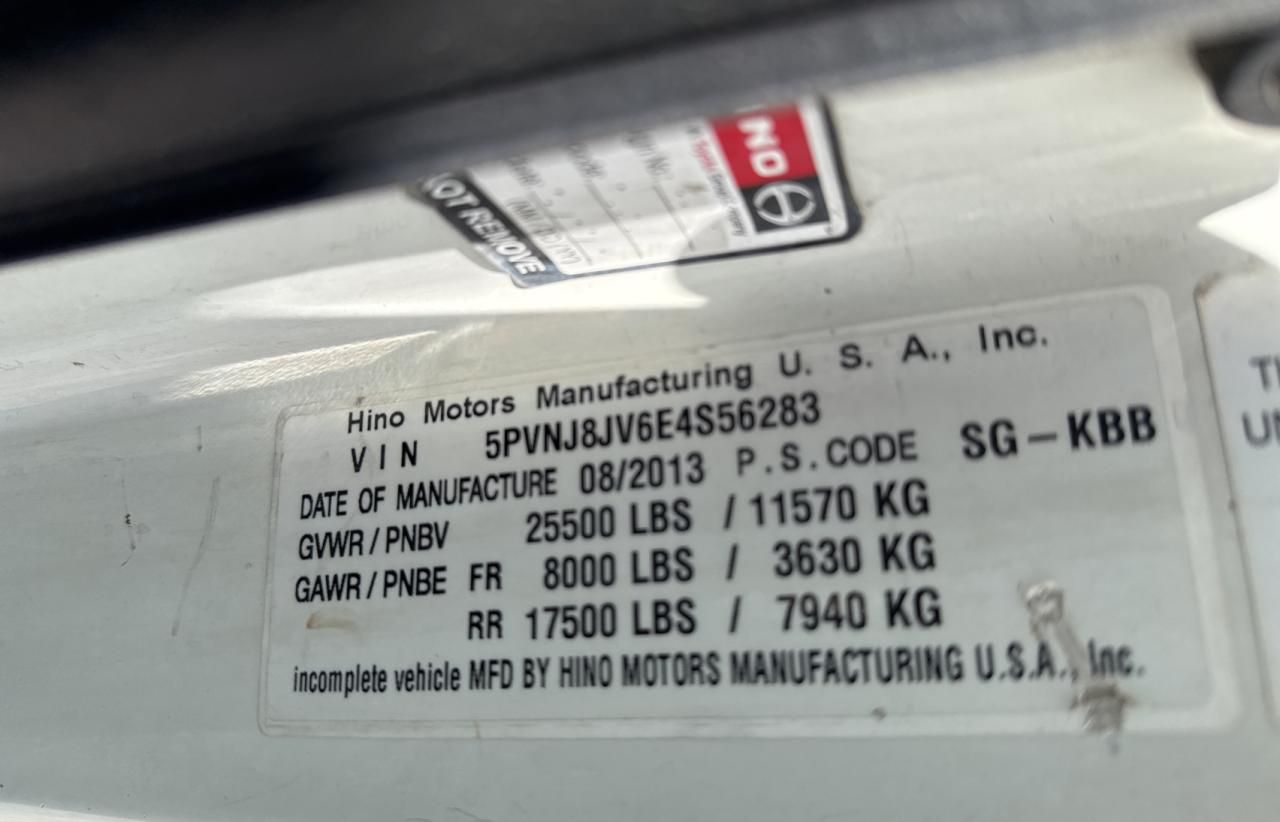 NO
OT REMOVE
Hino Motors Manufacturing U. S. A., Inc.
VIN 5PVNJ8JV6E4S56283
DATE OF MANUFACTURE 08/2013 P.S.CODE SG-KBB
GVWR/PNBV 25500 LBS / 11570 KG
GAWR/PNBE FR 8000 LBS / 3630 KG
RR 17500 LBS / 7940 KG
incomplete vehicle MFD BY HINO MOTORS MANUFACTURING U.S.A., Inc.